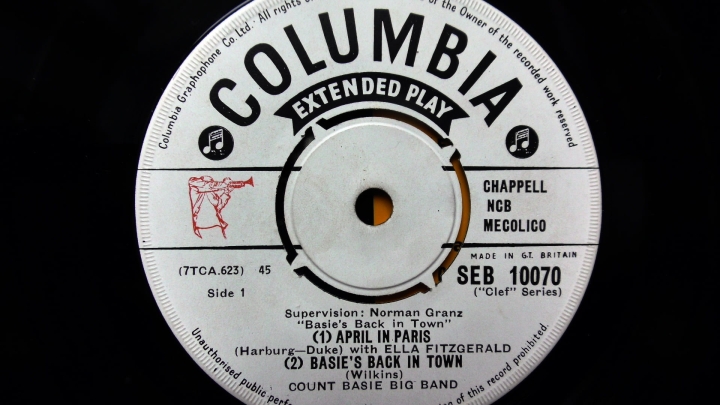 Columbia Graphophone Co. Ltd. All rights of
of the Owner of the recorded work reserved
COLUMBIA
EXTENDED PLAY
CHAPPELL
NCB
MECOLICO
MADE IN GT. BRITAIN
(7TCA.623) 45
SEB 10070
Side 1
("Clef" Series)
Supervision: Norman Granz
"Basie's Back in Town"
(1) APRIL IN PARIS
(Harburg—Duke) with ELLA FITZGERALD
(2) BASIE'S BACK IN TOWN
(Wilkins)
COUNT BASIE BIG BAND
Unauthorised public
of this record prohibited.